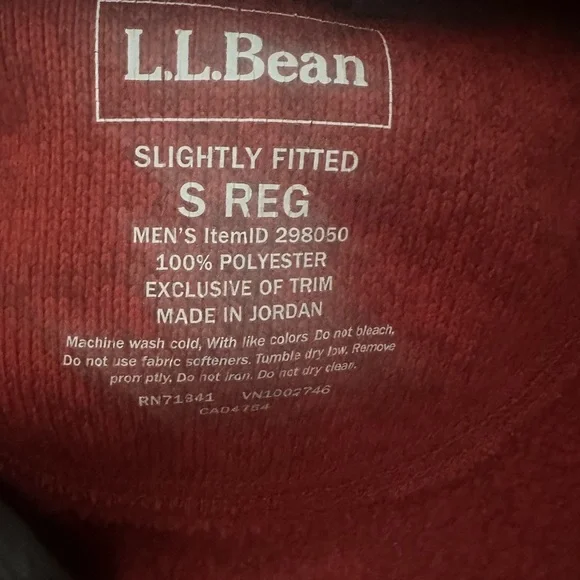 L.L.Bean
SLIGHTLY FITTED
S REG
MEN'S ItemID 298050
100% POLYESTER
EXCLUSIVE OF TRIM
MADE IN JORDAN
Machine wash cold, With like colors Do not bleach,
Do not use fabric softeners. Tumble dry low, Remove
promptly, Do not iron. Do not dry clean.
RN71341 VN1002746
CAD4754